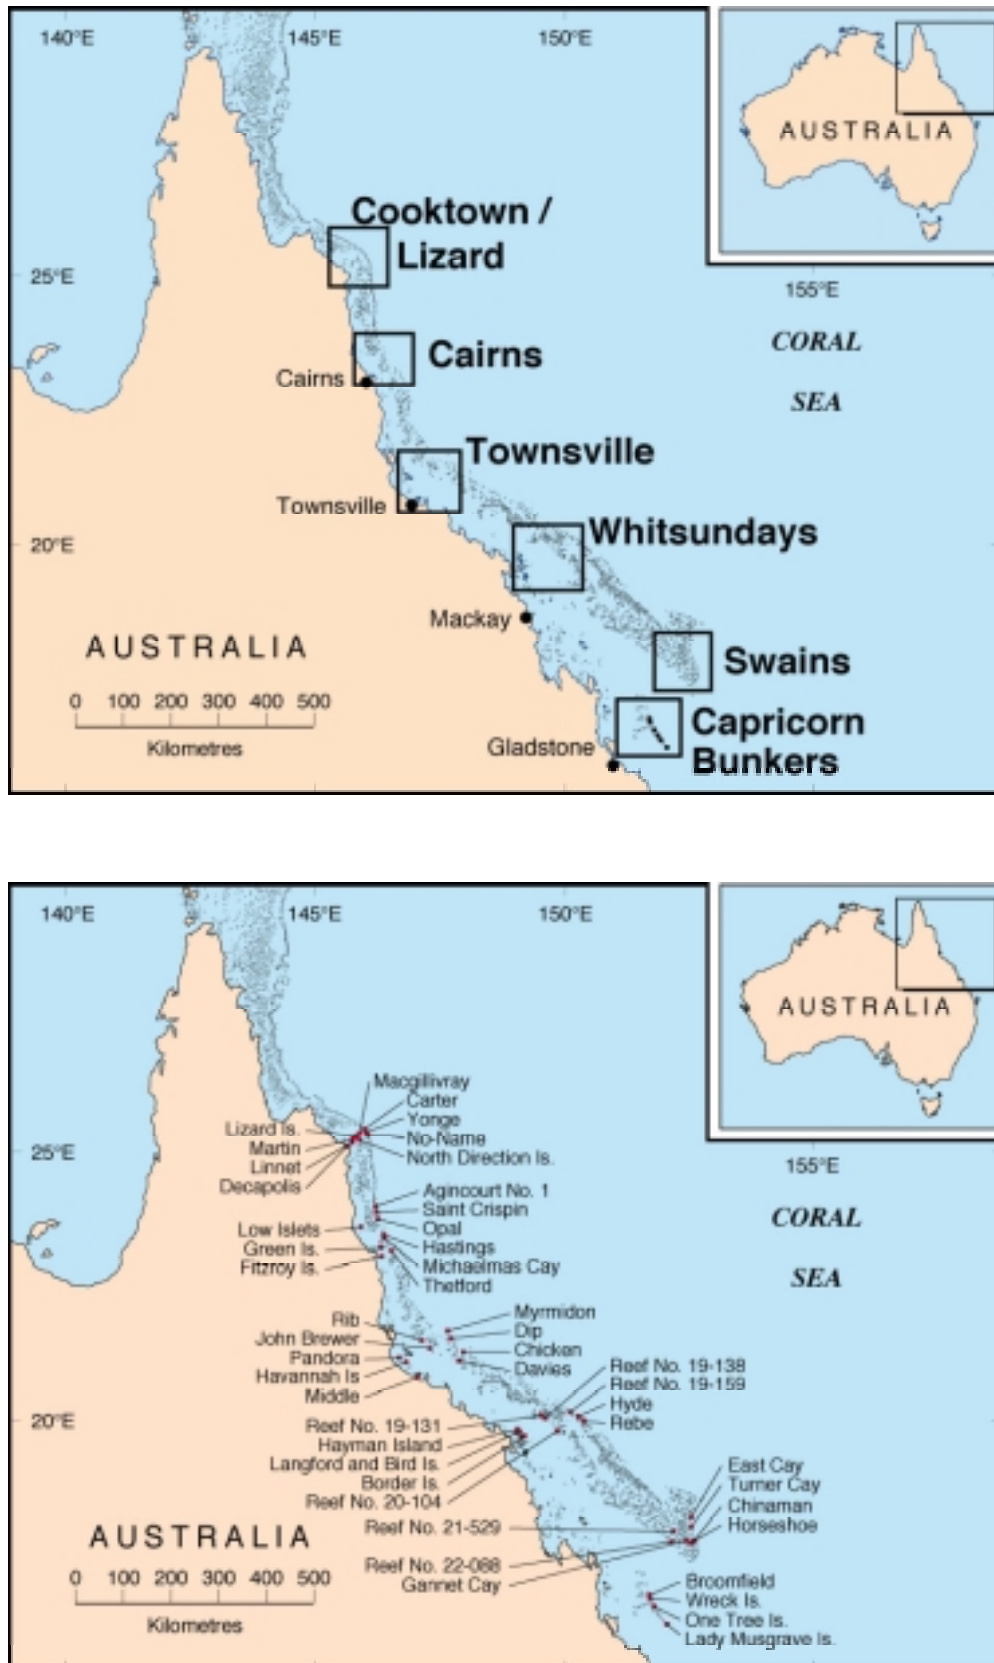 140°E 145°E 150°E
AUSTRALIA
Cooktown /
Lizard
25°E
155°E
CORAL
SEA
Cairns
Cairns
Townsville
Townsville
Whitsundays
20°E
Mackay
AUSTRALIA
Swains
0 100 200 300 400 500
Kilometres
Capricorn
Bunkers
Gladstone
140°E 145°E 150°E
AUSTRALIA
Macgillivray
Carter
Yonge
No-Name
North Direction Is.
Lizard Is.
Martin
Linnet
Decapolis
25°E
155°E
CORAL
SEA
Agincourt No. 1
Saint Crispin
Opal
Hastings
Michaelmas Cay
Thetford
Low Islets
Green Is.
Fitzroy Is.
Rib
John Brewer
Pandora
Havannah Is
Middle
Myrmidon
Dip
Chicken
Davies
Reef No. 19-138
Reef No. 19-159
Hyde
Rebe
20°E
Reef No. 19-131
Hayman Island
Langford and Bird Is.
Border Is.
Reef No. 20-104
East Cay
Turner Cay
Chinaman
Horseshoe
Reef No. 21-529
Reef No. 22-088
Gannet Cay
AUSTRALIA
0 100 200 300 400 500
Kilometres
Broomfield
Wreck Is.
One Tree Is.
Lady Musgrave Is.